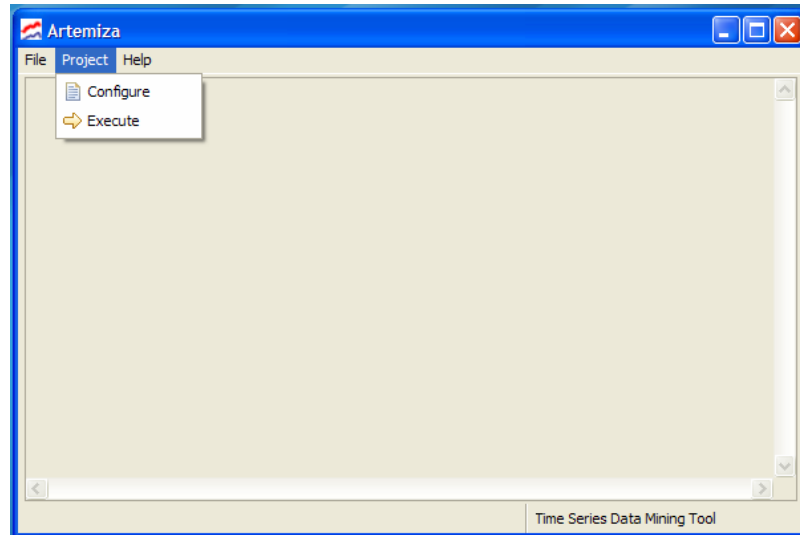 Artemiza
File Project Help
Configure
Execute
Time Series Data Mining Tool